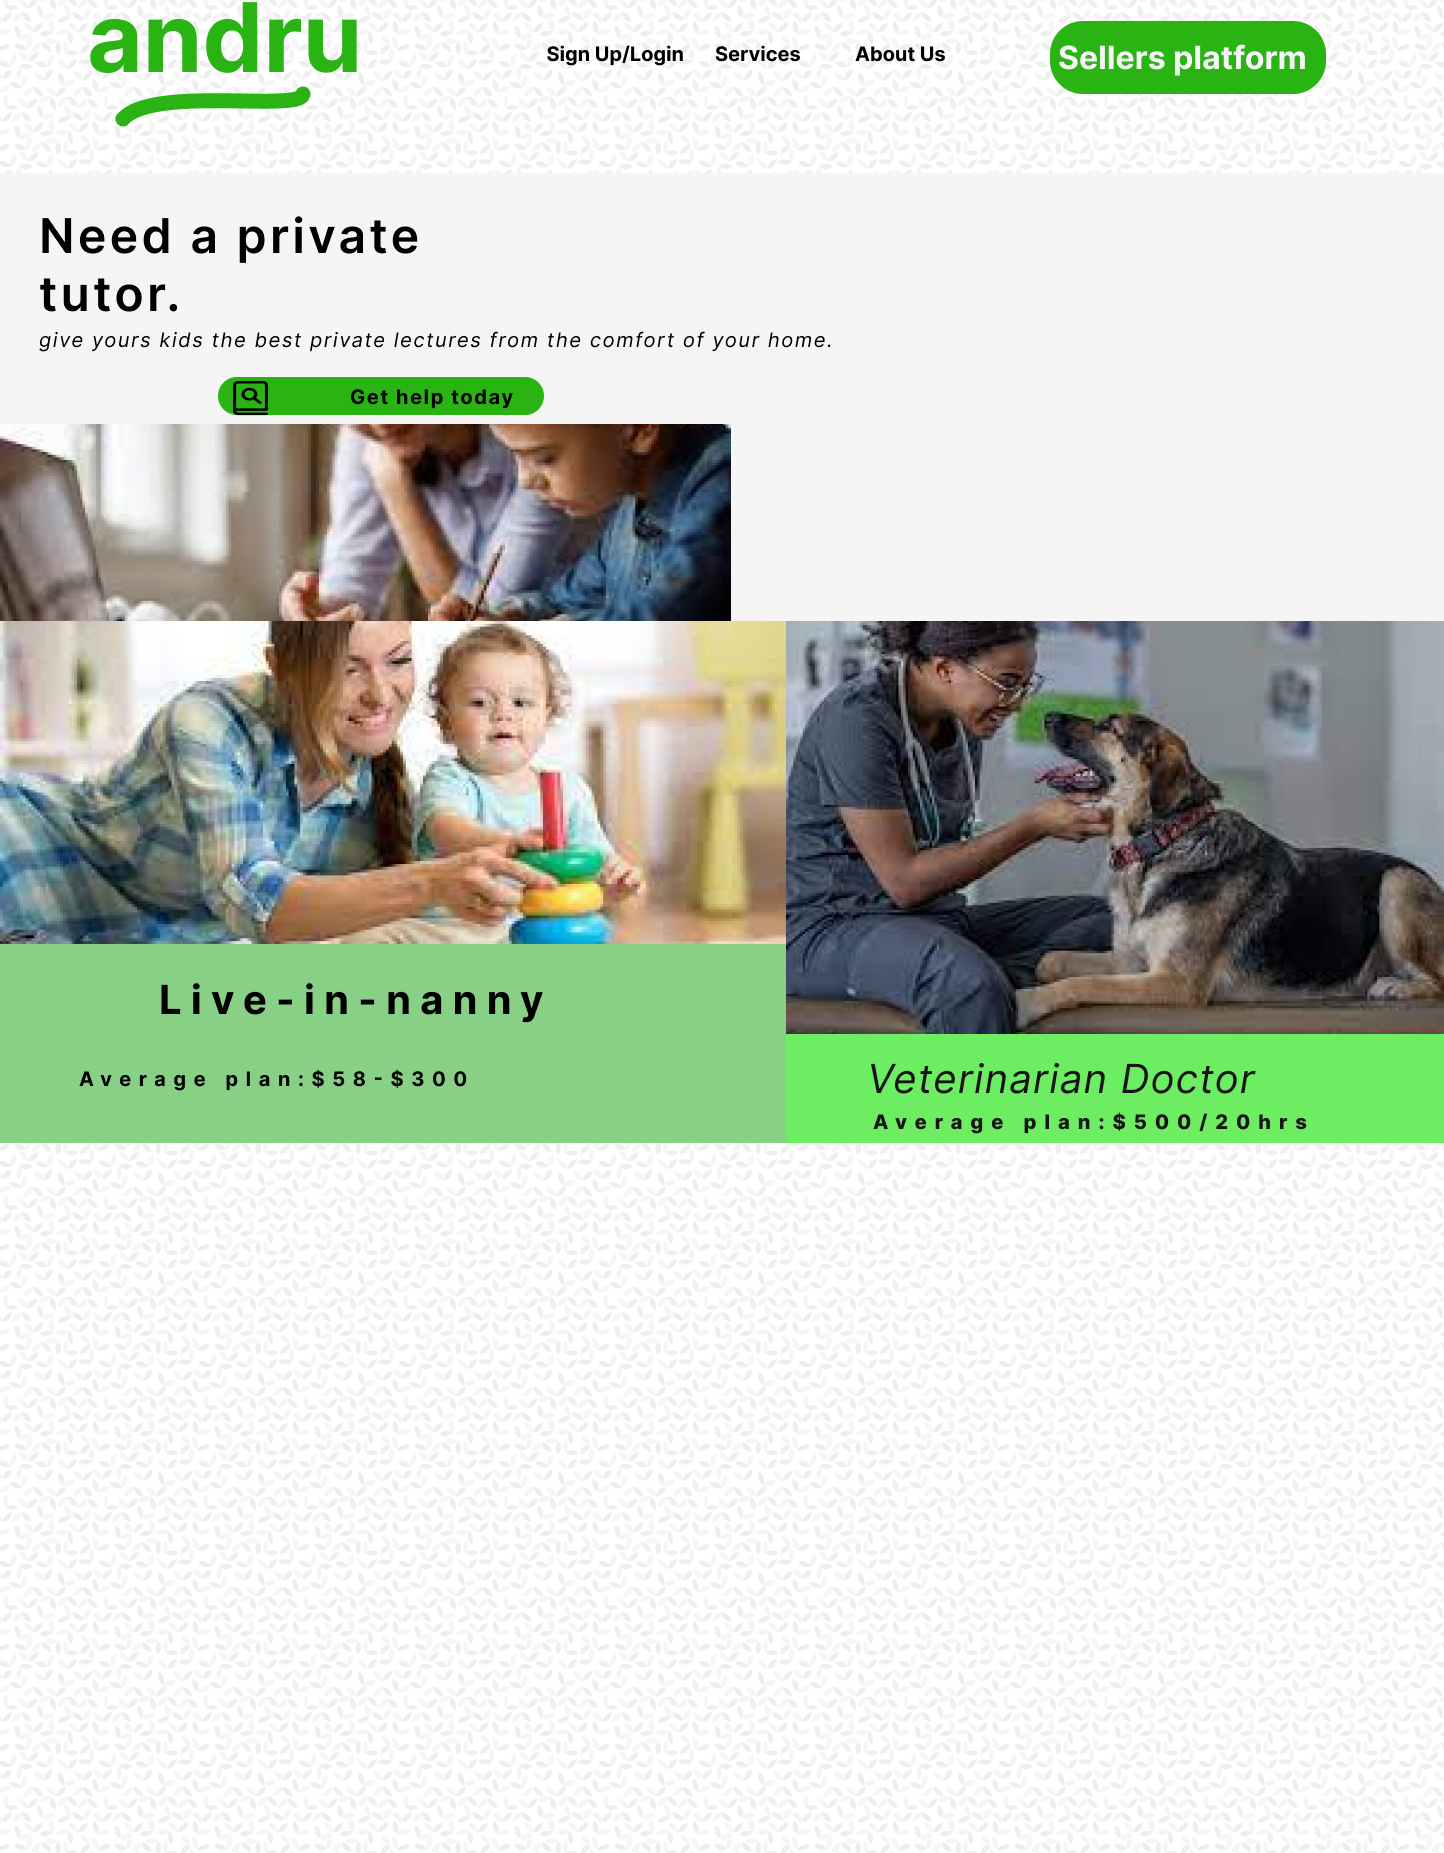 andru
Sign Up/Login
Services
About Us
Sellers platform
Need a private
tutor.
give yours kids the best private lectures from the comfort of your home.
Get help today
Live-in-nanny
Average plan:$58-$300
Veterinarian Doctor
Average plan:$500/20hrs